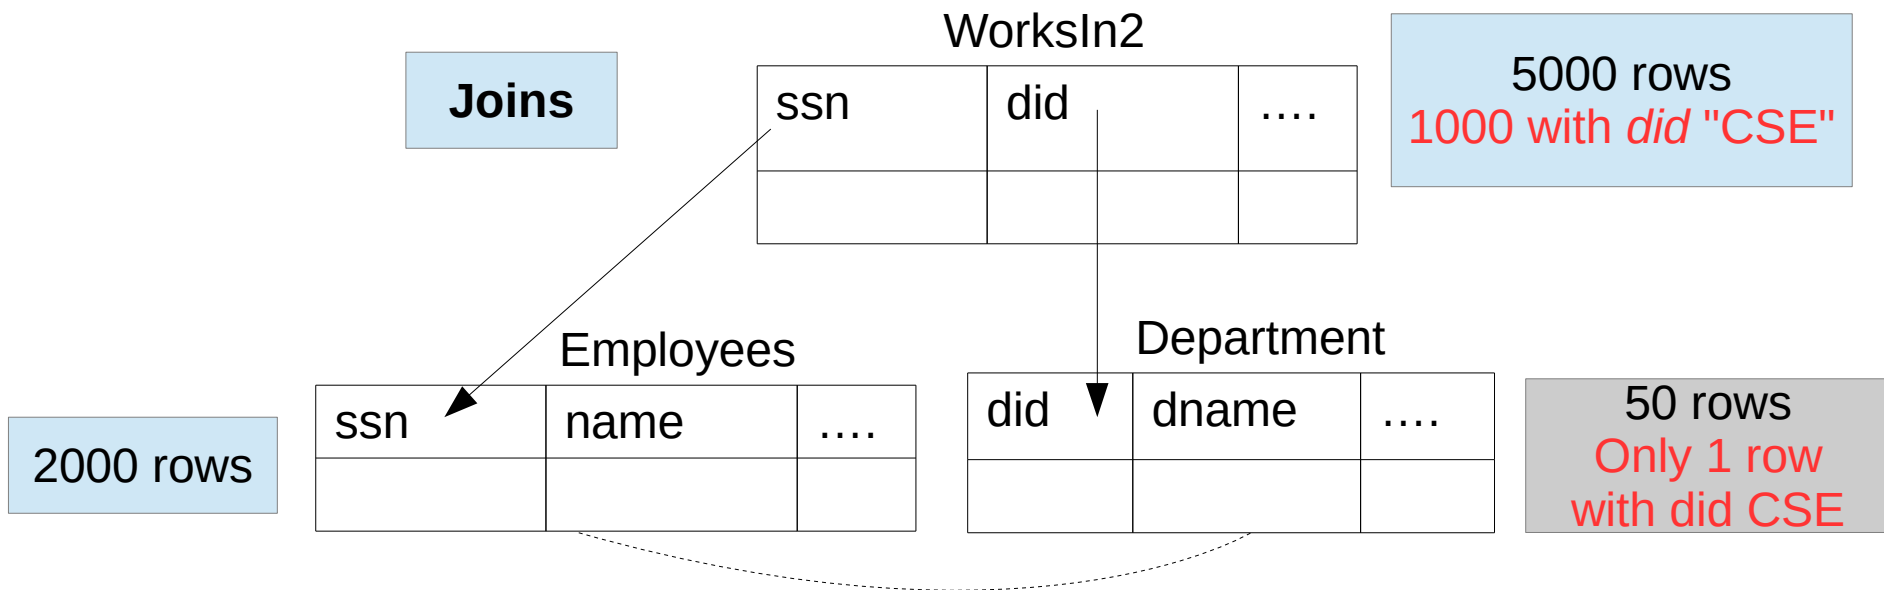 WorksIn2
Joins
ssn did ....
5000 rows
1000 with did "CSE"
Employees
Department
ssn name ....
did dname ....
2000 rows
50 rows
Only 1 row
with did CSE